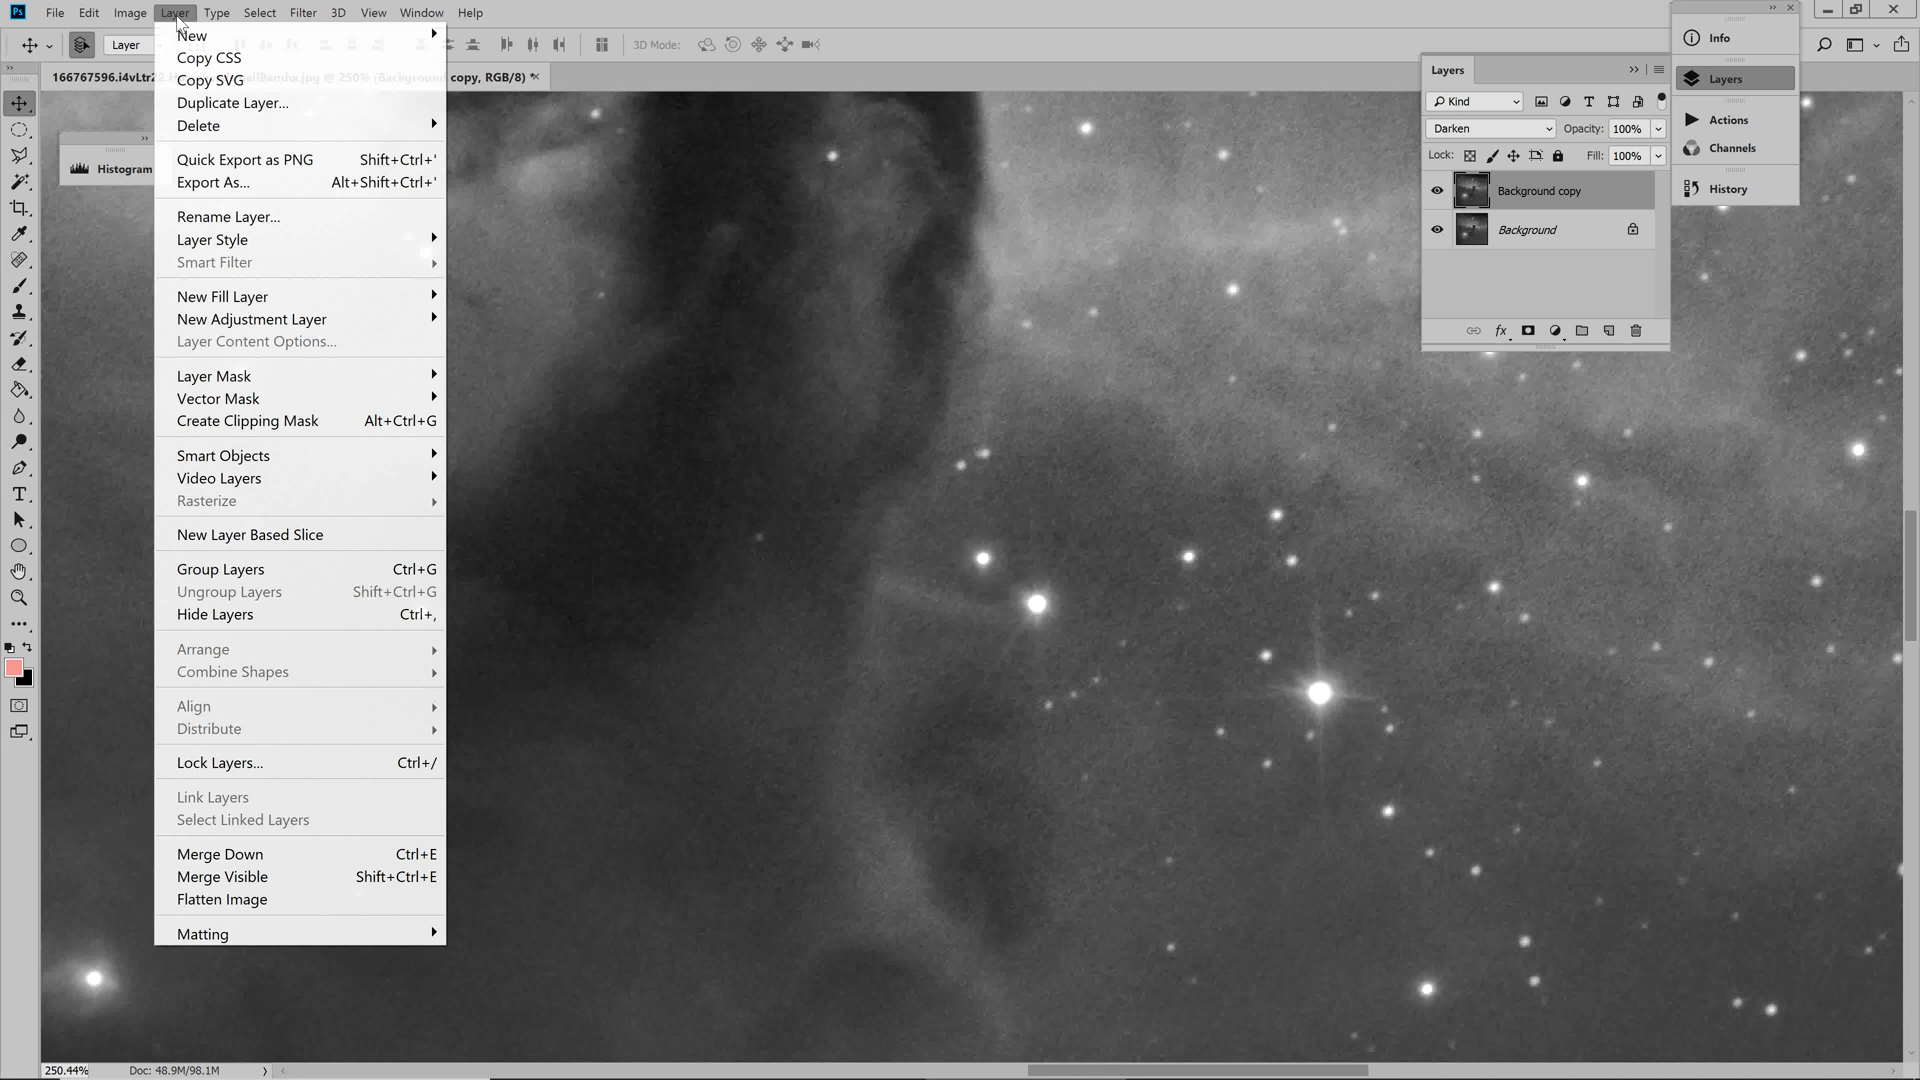 Ps File Edit Image Layer Type Select Filter 3D View Window Help
Layer
3D Mode:
166767596.i4vLtr2 copy, RGB/8) *
Histogram
New
Copy CSS
Copy SVG
Duplicate Layer...
Delete
Quick Export as PNG Shift+Ctrl+'
Export As... Alt+Shift+Ctrl+'
Rename Layer...
Layer Style
Smart Filter
New Fill Layer
New Adjustment Layer
Layer Content Options...
Layer Mask
Vector Mask
Create Clipping Mask Alt+Ctrl+G
Smart Objects
Video Layers
Rasterize
New Layer Based Slice
Group Layers Ctrl+G
Ungroup Layers Shift+Ctrl+G
Hide Layers Ctrl+,
Arrange
Combine Shapes
Align
Distribute
Lock Layers... Ctrl+/
Link Layers
Select Linked Layers
Merge Down Ctrl+E
Merge Visible Shift+Ctrl+E
Flatten Image
Matting
Layers
Kind
Darken Opacity: 100%
Lock: Fill: 100%
Background copy
Background
fx
Info
Layers
Actions
Channels
History
250.44% Doc: 48.9M/98.1M